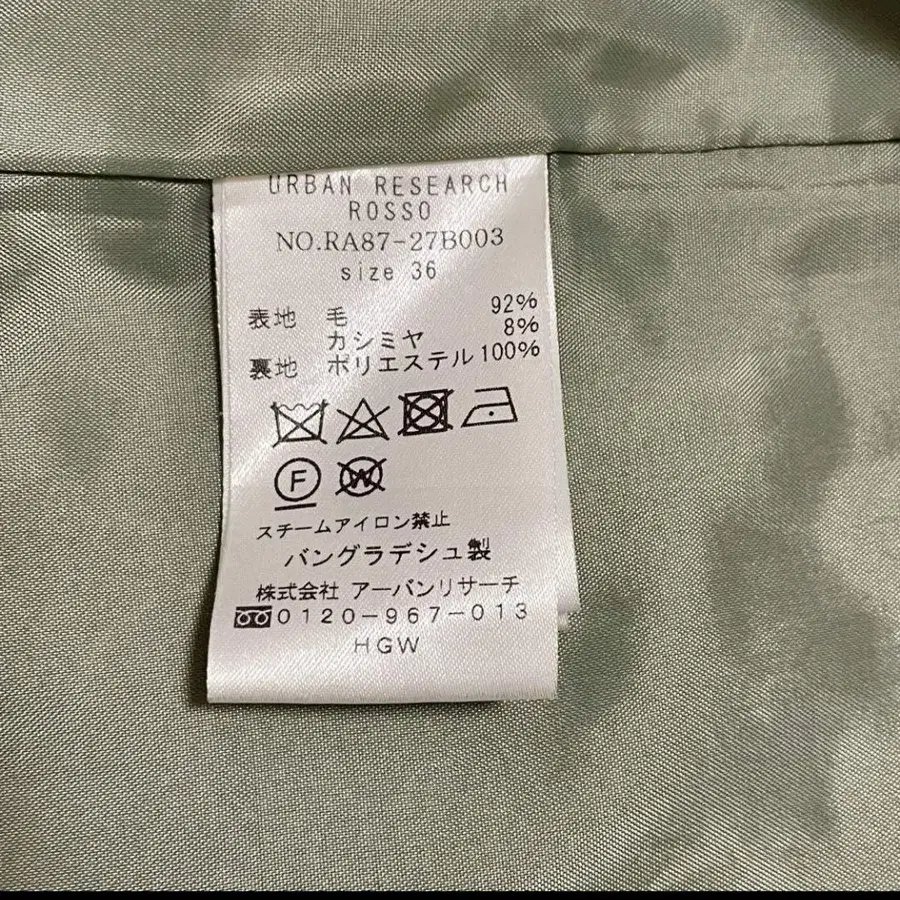 URBAN RESEARCH
ROSSO
NO.RA87-27B003
size 36
表地 毛 92%
カシミヤ 8%
裏地 ポリエステル 100%
F W
スチームアイロン禁止
バングラデシュ製
株式会社 アーバンリサーチ
0120-967-013
HGW